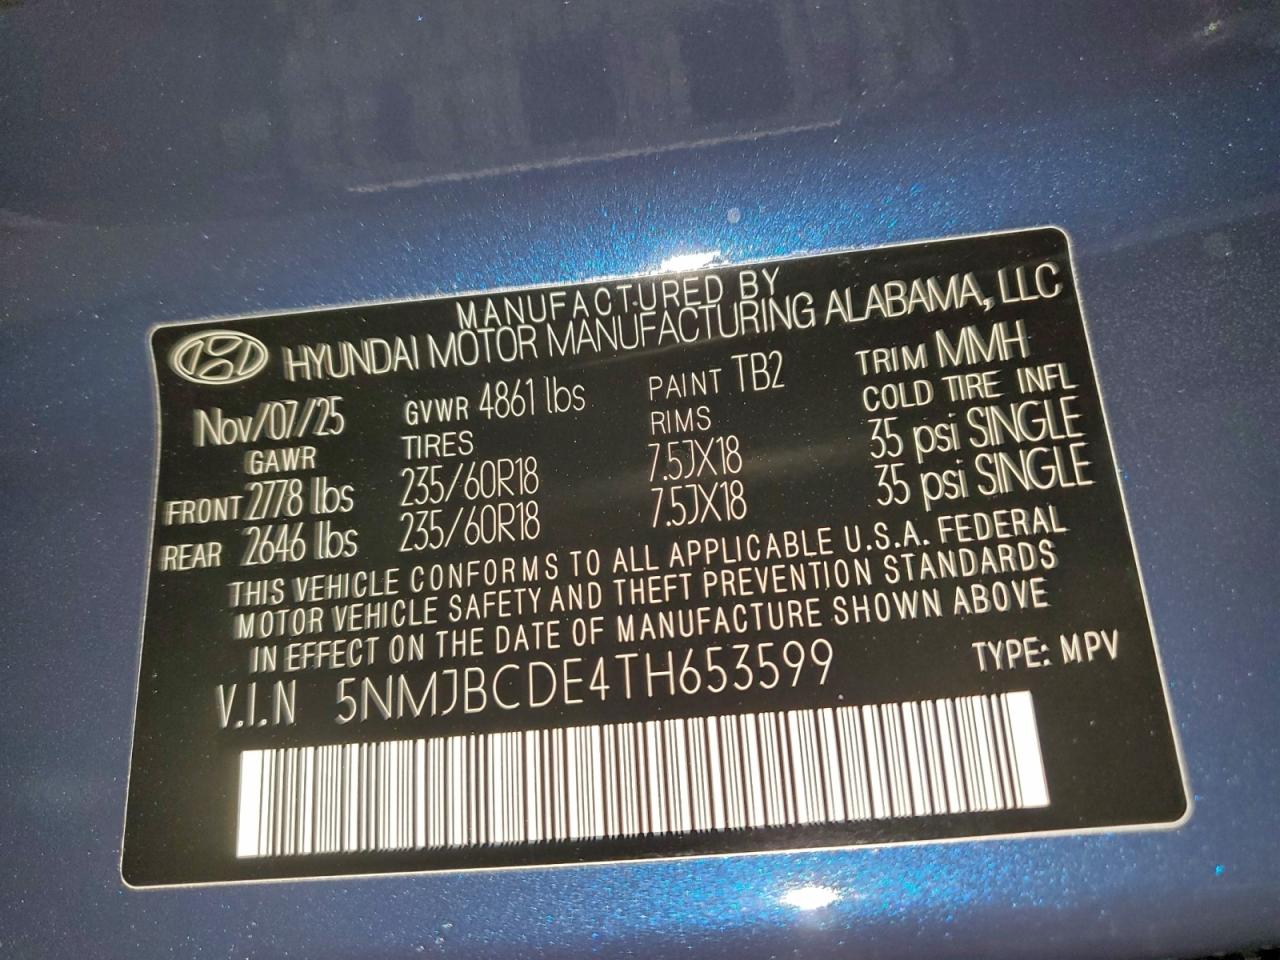 MANUFACTURED BY
HYUNDAI MOTOR MANUFACTURING ALABAMA, LLC
Nov/07/25 GVWR 4861 lbs PAINT TB2 TRIM MMH
GAWR TIRES RIMS COLD TIRE INFL
FRONT 2778 lbs 235/60R18 7.5JX18 35 psi SINGLE
REAR 2646 lbs 235/60R18 7.5JX18 35 psi SINGLE
THIS VEHICLE CONFORMS TO ALL APPLICABLE U.S.A. FEDERAL
MOTOR VEHICLE SAFETY AND THEFT PREVENTION STANDARDS
IN EFFECT ON THE DATE OF MANUFACTURE SHOWN ABOVE
V.I.N 5NMJBCDE4TH653599 TYPE: MPV